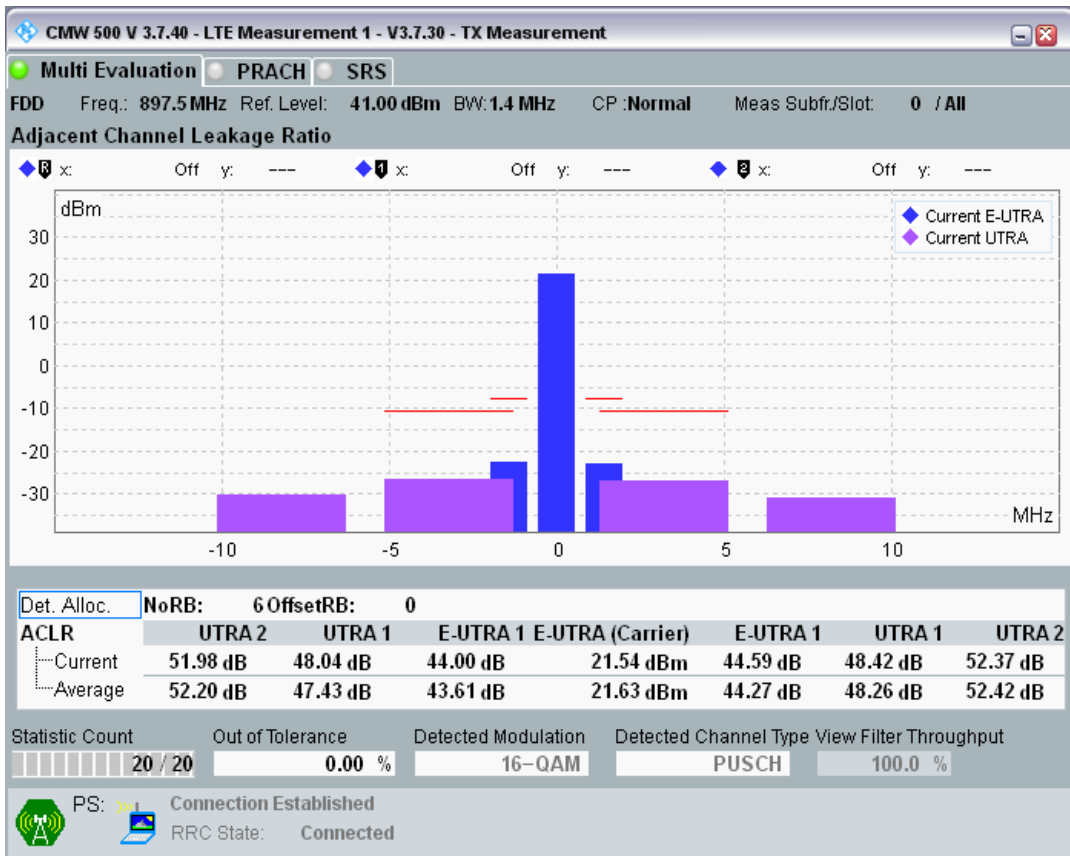 CMW 500 V 3.7.40 - LTE Measurement 1 - V3.7.30 - TX Measurement
Multi Evaluation PRACH SRS
FDD Freq.: 897.5 MHz Ref. Level: 41.00 dBm BW: 1.4 MHz CP :Normal Meas Subfr./Slot: 0 / All
Adjacent Channel Leakage Ratio
R x: Off y: --- 1 x: Off y: --- 2 x: Off y: ---
dBm
Current E-UTRA
Current UTRA
30
20
10
0
-10
-20
-30
MHz
-10 -5 0 5 10
Det. Alloc. NoRB: 6 OffsetRB: 0
ACLR UTRA 2 UTRA 1 E-UTRA 1 E-UTRA (Carrier) E-UTRA 1 UTRA 1 UTRA 2
Current 51.98 dB 48.04 dB 44.00 dB 21.54 dBm 44.59 dB 48.42 dB 52.37 dB
Average 52.20 dB 47.43 dB 43.61 dB 21.63 dBm 44.27 dB 48.26 dB 52.42 dB
Statistic Count Out of Tolerance Detected Modulation Detected Channel Type View Filter Throughput
20 / 20 0.00 % 16-QAM PUSCH 100.0 %
PS: Connection Established
RRC State: Connected